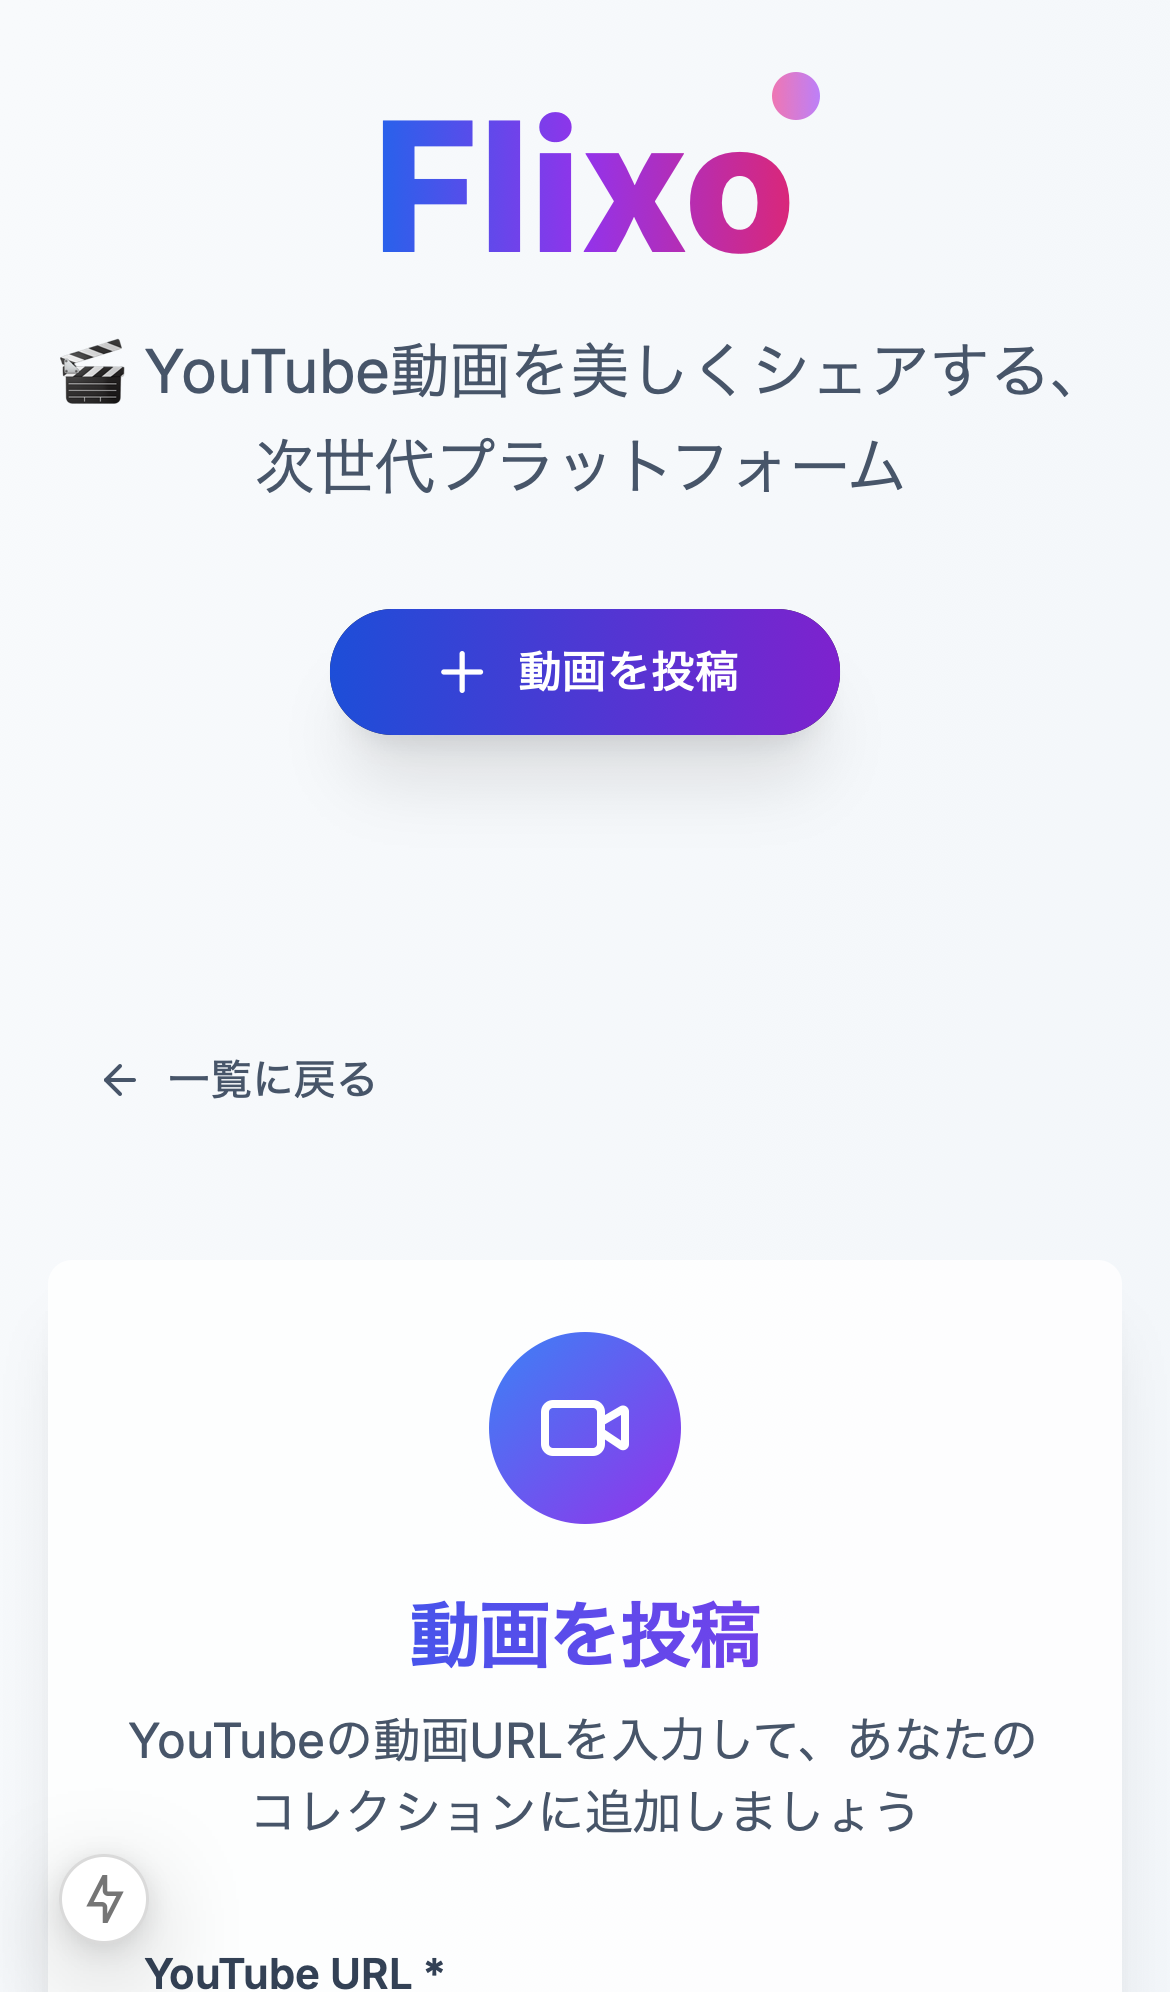 Flixo
🎬 YouTube動画を美しくシェアする、
次世代プラットフォーム
動画を投稿
一覧に戻る
動画を投稿
YouTubeの動画URLを入力して、あなたの
コレクションに追加しましょう
YouTube URL *